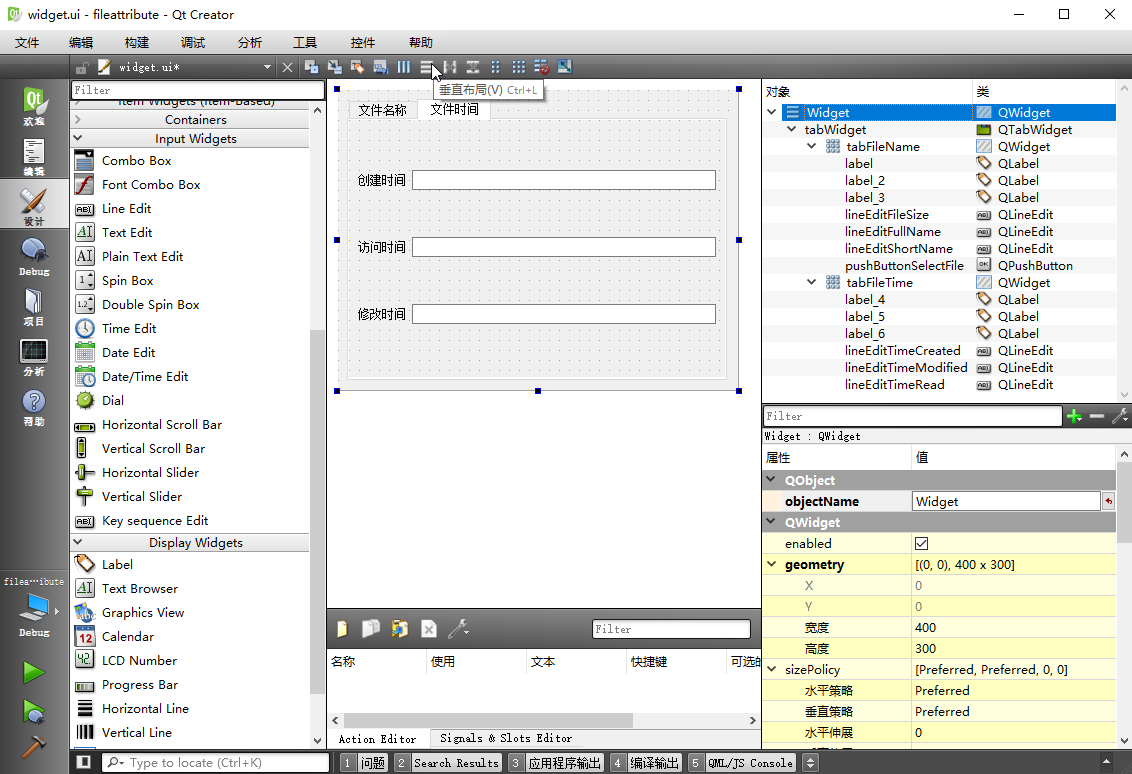 widget.ui - fileattribute - Qt Creator
文件 编辑 构建 调试 分析 工具 控件 帮助
widget.ui*
垂直布局(V) Ctrl+L
Qt
欢迎
编辑
设计
Debug
项目
分析
帮助
files…ibute
Debug
Filter
Item Widgets (Item-Based)
Containers
Input Widgets
Combo Box
Font Combo Box
Line Edit
Text Edit
Plain Text Edit
Spin Box
Double Spin Box
Time Edit
Date Edit
Date/Time Edit
Dial
Horizontal Scroll Bar
Vertical Scroll Bar
Horizontal Slider
Vertical Slider
Key sequence Edit
Display Widgets
Label
Text Browser
Graphics View
Calendar
LCD Number
Progress Bar
Horizontal Line
Vertical Line
文件名称 文件时间
创建时间
访问时间
修改时间
Filter
名称 使用 文本 快捷键 可选的
Action Editor Signals & Slots Editor
对象 类
Widget QWidget
tabWidget QTabWidget
tabFileName QWidget
label QLabel
label_2 QLabel
label_3 QLabel
lineEditFileSize QLineEdit
lineEditFullName QLineEdit
lineEditShortName QLineEdit
pushButtonSelectFile QPushButton
tabFileTime QWidget
label_4 QLabel
label_5 QLabel
label_6 QLabel
lineEditTimeCreated QLineEdit
lineEditTimeModified QLineEdit
lineEditTimeRead QLineEdit
Filter
Widget : QWidget
属性 值
QObject
objectName Widget
QWidget
enabled
geometry [(0, 0), 400 x 300]
X 0
Y 0
宽度 400
高度 300
sizePolicy [Preferred, Preferred, 0, 0]
水平策略 Preferred
垂直策略 Preferred
水平伸展 0
Type to locate (Ctrl+K) 1 问题 2 Search Results 3 应用程序输出 4 编译输出 5 QML/JS Console